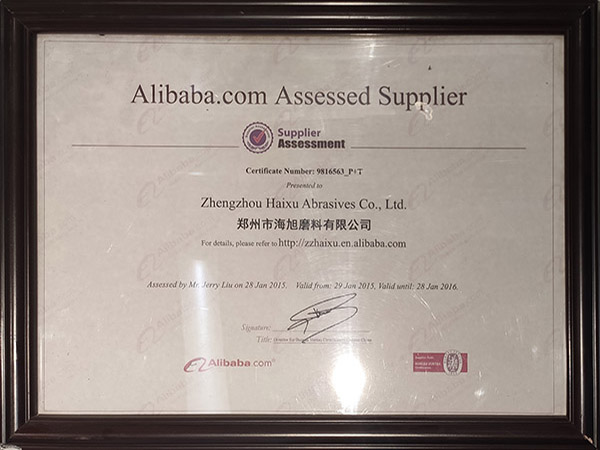 Alibaba.com Assessed Supplier
Supplier
Assessment
Certificate Number: 9816563_P+T
Presented to
Zhengzhou Haixu Abrasives Co., Ltd.
郑州市海旭磨料有限公司
For details, please refer to http://zzhaixu.en.alibaba.com
Assessed by Mr. Jerry Liu on 28 Jan 2015. Valid from: 29 Jan 2015. Valid until: 28 Jan 2016.
Signature:
Title:
Alibaba.com®